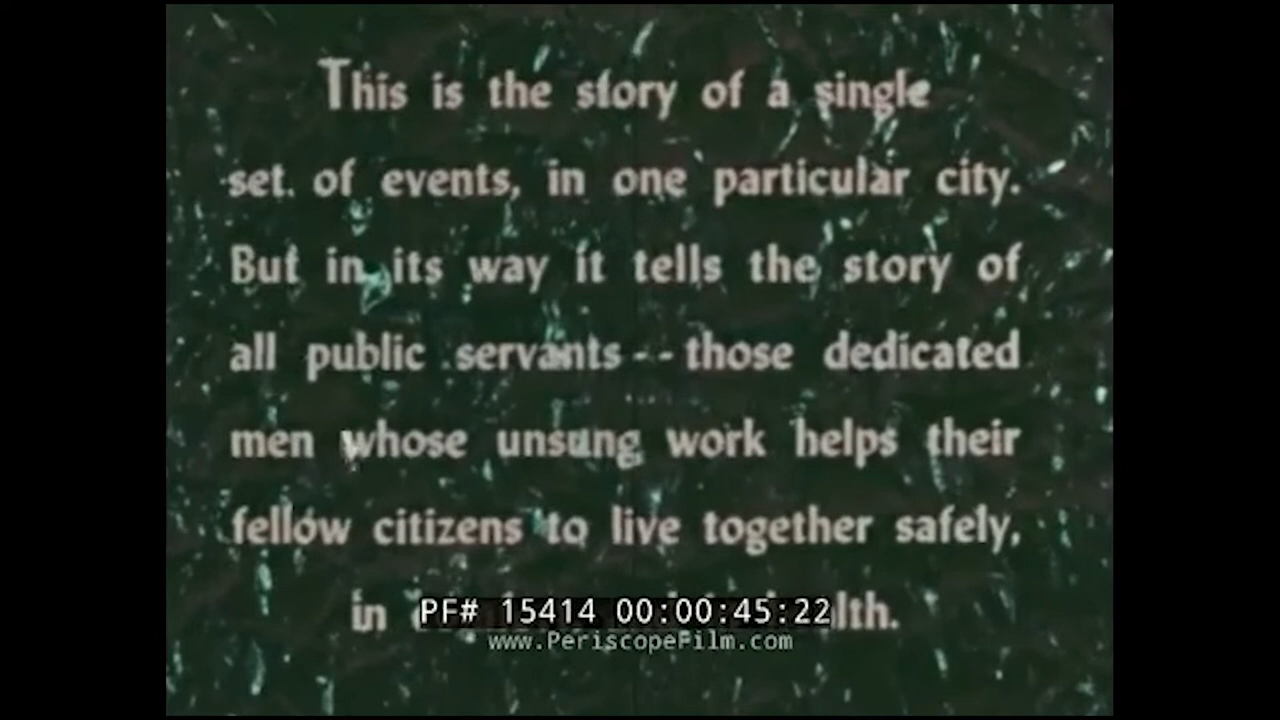 This is the story of a single
set of events, in one particular city.
But in its way it tells the story of
all public servants -- those dedicated
men whose unsung work helps their
fellow citizens to live together safely,
in
PF# 15414 00:00:45:22
www.PeriscopeFilm.com